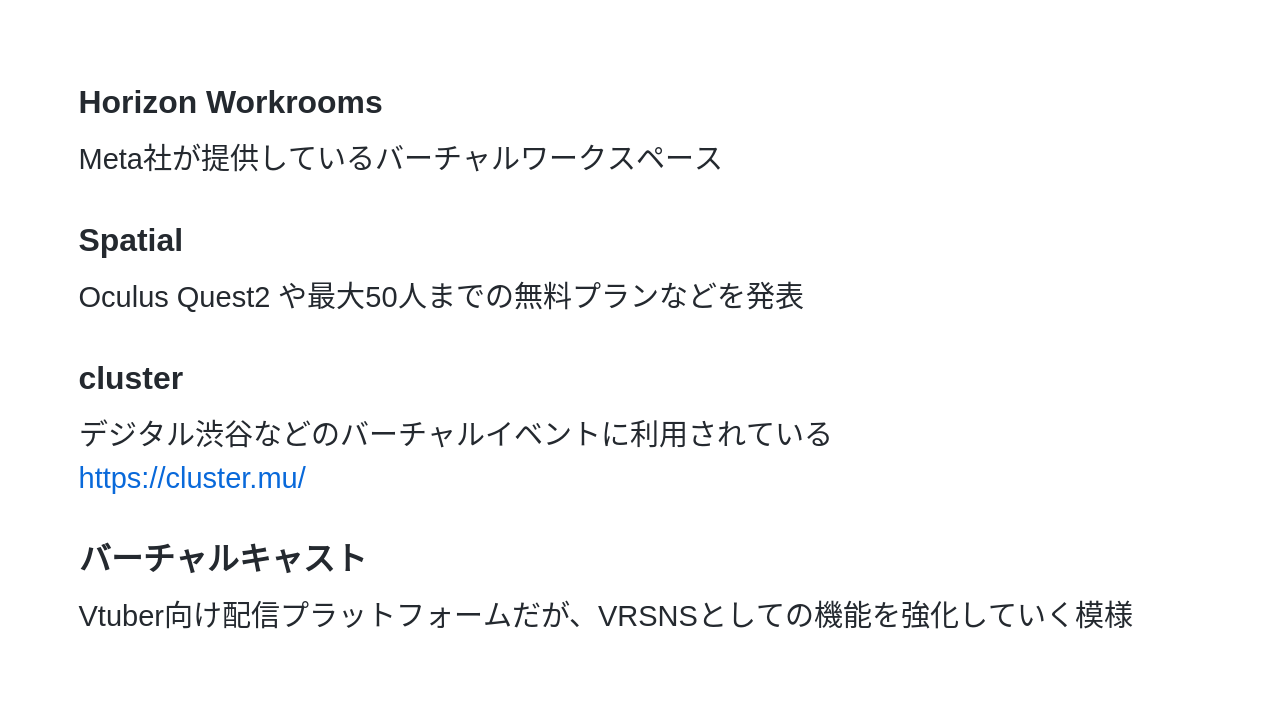 Horizon Workrooms
Meta社が提供しているバーチャルワークスペース
Spatial
Oculus Quest2 や最大50人までの無料プランなどを発表
cluster
デジタル渋谷などのバーチャルイベントに利用されている
https://cluster.mu/
バーチャルキャスト
Vtuber向け配信プラットフォームだが、VRSNSとしての機能を強化していく模様